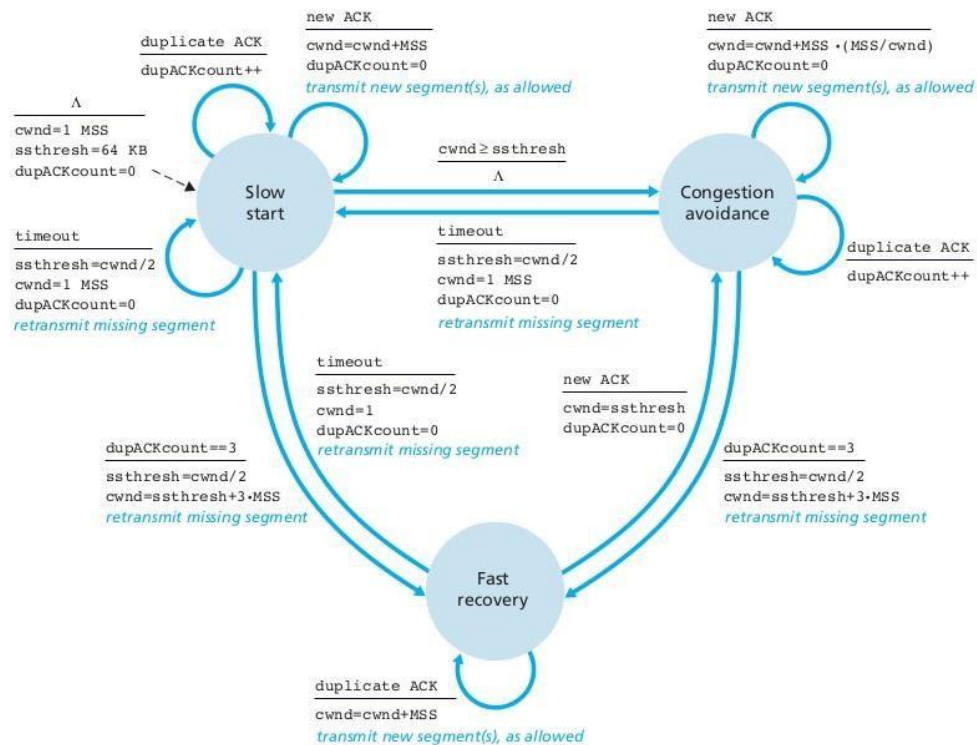 new ACK
cwnd=cwnd+MSS
dupACKcount=0
transmit new segment(s), as allowed
duplicate ACK
dupACKcount++
new ACK
cwnd=cwnd+MSS •(MSS/cwnd)
dupACKcount=0
transmit new segment(s), as allowed
Λ
cwnd=1 MSS
ssthresh=64 KB
dupACKcount=0
Slow
start
cwnd≥ssthresh
Λ
Congestion
avoidance
timeout
ssthresh=cwnd/2
cwnd=1 MSS
dupACKcount=0
retransmit missing segment
timeout
ssthresh=cwnd/2
cwnd=1 MSS
dupACKcount=0
retransmit missing segment
duplicate ACK
dupACKcount++
timeout
ssthresh=cwnd/2
cwnd=1
dupACKcount=0
retransmit missing segment
new ACK
cwnd=ssthresh
dupACKcount=0
dupACKcount==3
ssthresh=cwnd/2
cwnd=ssthresh+3•MSS
retransmit missing segment
dupACKcount==3
ssthresh=cwnd/2
cwnd=ssthresh+3•MSS
retransmit missing segment
Fast
recovery
duplicate ACK
cwnd=cwnd+MSS
transmit new segment(s), as allowed